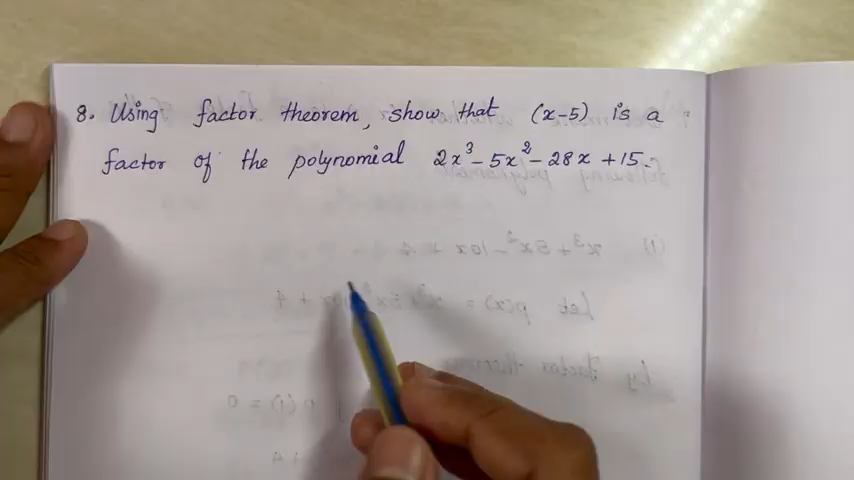 8. Using factor theorem, show that (x-5) is a
factor of the polynomial 2x³ - 5x² - 28x + 15.